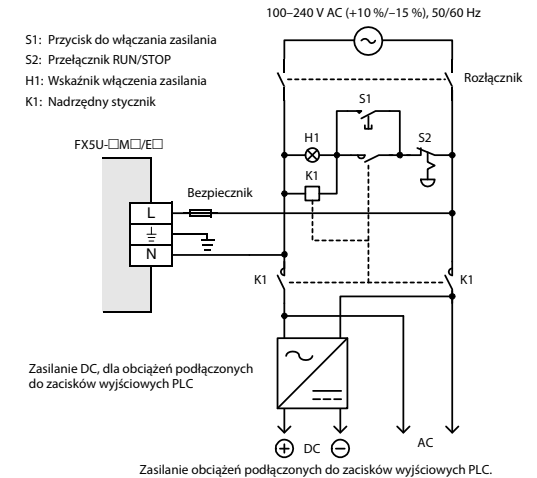 100–240 V AC (+10 %/–15 %), 50/60 Hz
S1: Przycisk do włączania zasilania
S2: Przełącznik RUN/STOP
H1: Wskaźnik włączenia zasilania
K1: Nadrzędny stycznik
Rozłącznik
S1
FX5U-□M□/E□
H1
S2
K1
Bezpiecznik
L
N
K1
K1
Zasilanie DC, dla obciążeń podłączonych
do zacisków wyjściowych PLC
DC
AC
Zasilanie obciążeń podłączonych do zacisków wyjściowych PLC.